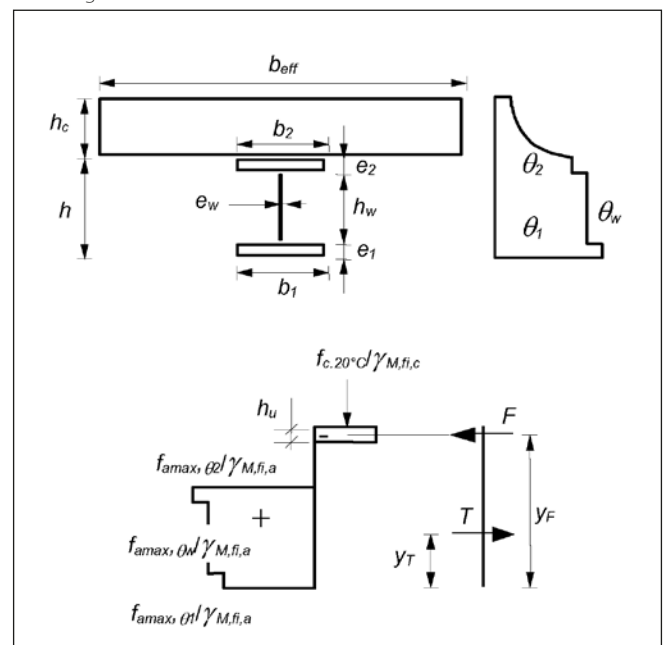 b_eff
h_c
b_2
e_2
h
e_w
h_w
e_1
b_1
θ_2
θ_w
θ_1
f_c.20°C/γ_M,fi,c
h_u
F
f_amax, θ2/γ_M,fi,a
f_amax, θw/γ_M,fi,a
f_amax, θ1/γ_M,fi,a
+
-
T
y_F
y_T